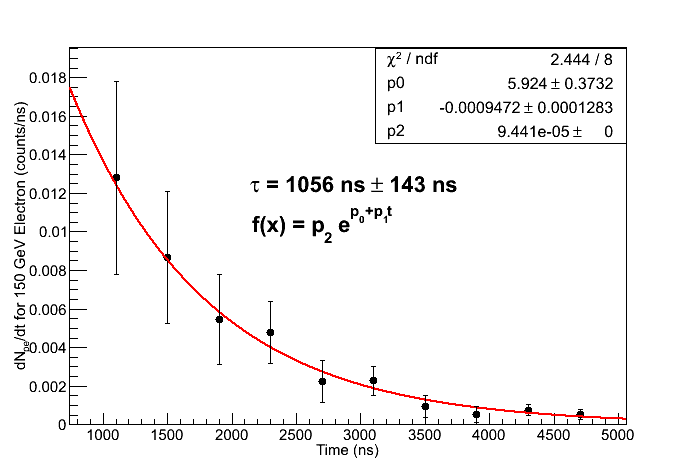 χ² / ndf 2.444 / 8
p0 5.924 ± 0.3732
p1 -0.0009472 ± 0.0001283
p2 9.441e-05 ± 0
τ = 1056 ns ± 143 ns
f(x) = p₂ e^{p₀+p₁t}
dN_{pe}/dt for 150 GeV Electron (counts/ns)
0.018
0.016
0.014
0.012
0.01
0.008
0.006
0.004
0.002
0
1000 1500 2000 2500 3000 3500 4000 4500 5000
Time (ns)